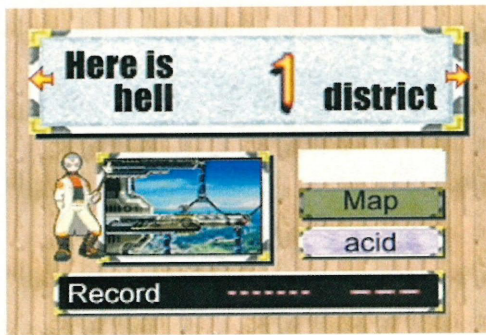 Here is
hell 1 district
Map
acid
Record ------- ---